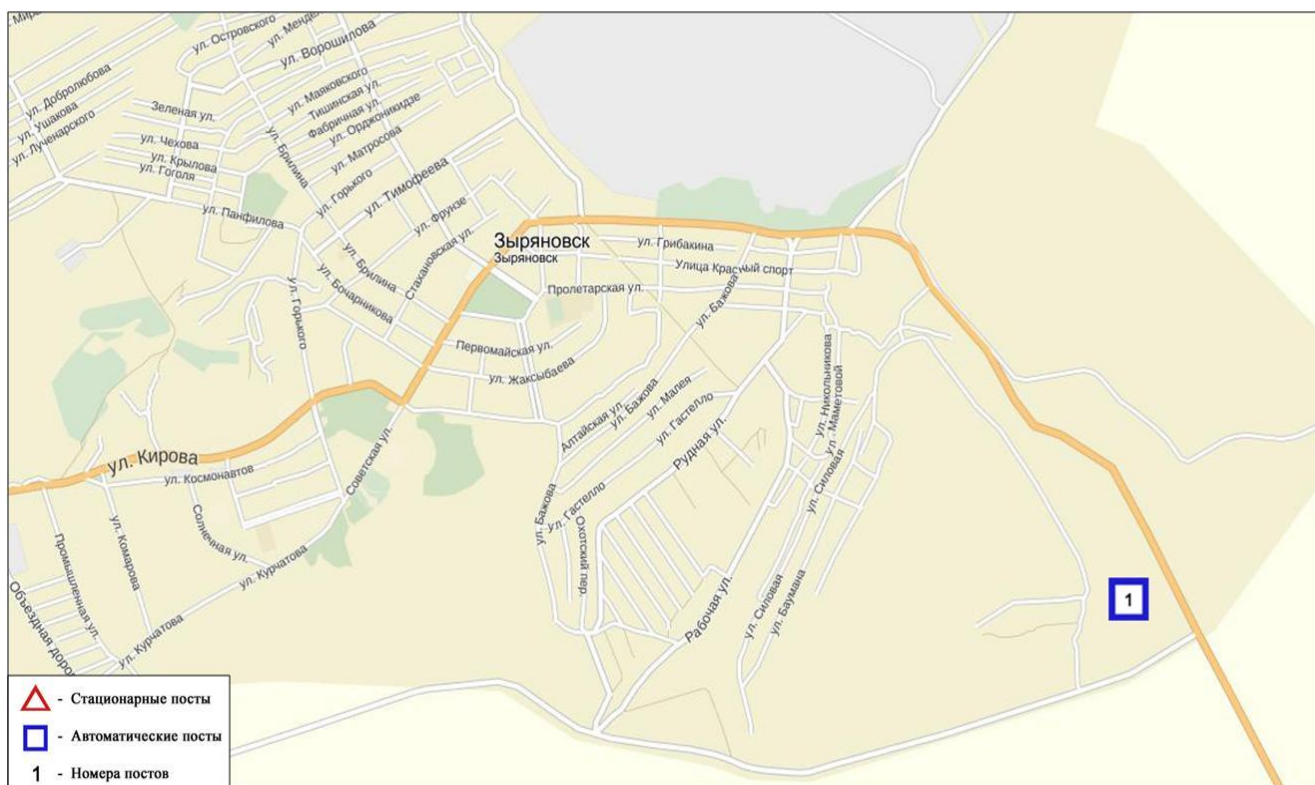 ул. Мира
ул. Островского
ул. Ворошилова
ул. Добролюбова
ул. Ушакова
ул. Лученарского
Зеленая ул.
ул. Чехова
ул. Крылова
ул. Гоголя
ул. Маяковского
Тишинская ул.
Фабричная ул.
ул. Орджоникидзе
ул. Матросова
ул. Брилина
ул. Горького
ул. Тимофеева
ул. Панфилова
ул. Фрунзе
Стахановская ул.
Зыряновск
Зыряновск
ул. Грибакина
Улица Красный спорт
Пролетарская ул.
ул. Бажова
ул. Брилина
ул. Бочарникова
ул. Горького
Первомайская ул.
ул. Жаксыбаева
ул. Никольникова
ул. Маметовой
Алтайская ул.
ул. Бажова
ул. Малея
ул. Гастелло
Рудная ул.
ул. Кирова
ул. Космонавтов
Советская ул.
ул. Силовая
ул. Бажова
ул. Гастелло
Охотский пер.
Солнечная ул.
ул. Комарова
Промышленная ул.
ул. Курчатова
ул. Курчатова
Рабочая ул.
ул. Силовая
ул. Баумана
1
- Стационарные посты
- Автоматические посты
1 - Номера постов